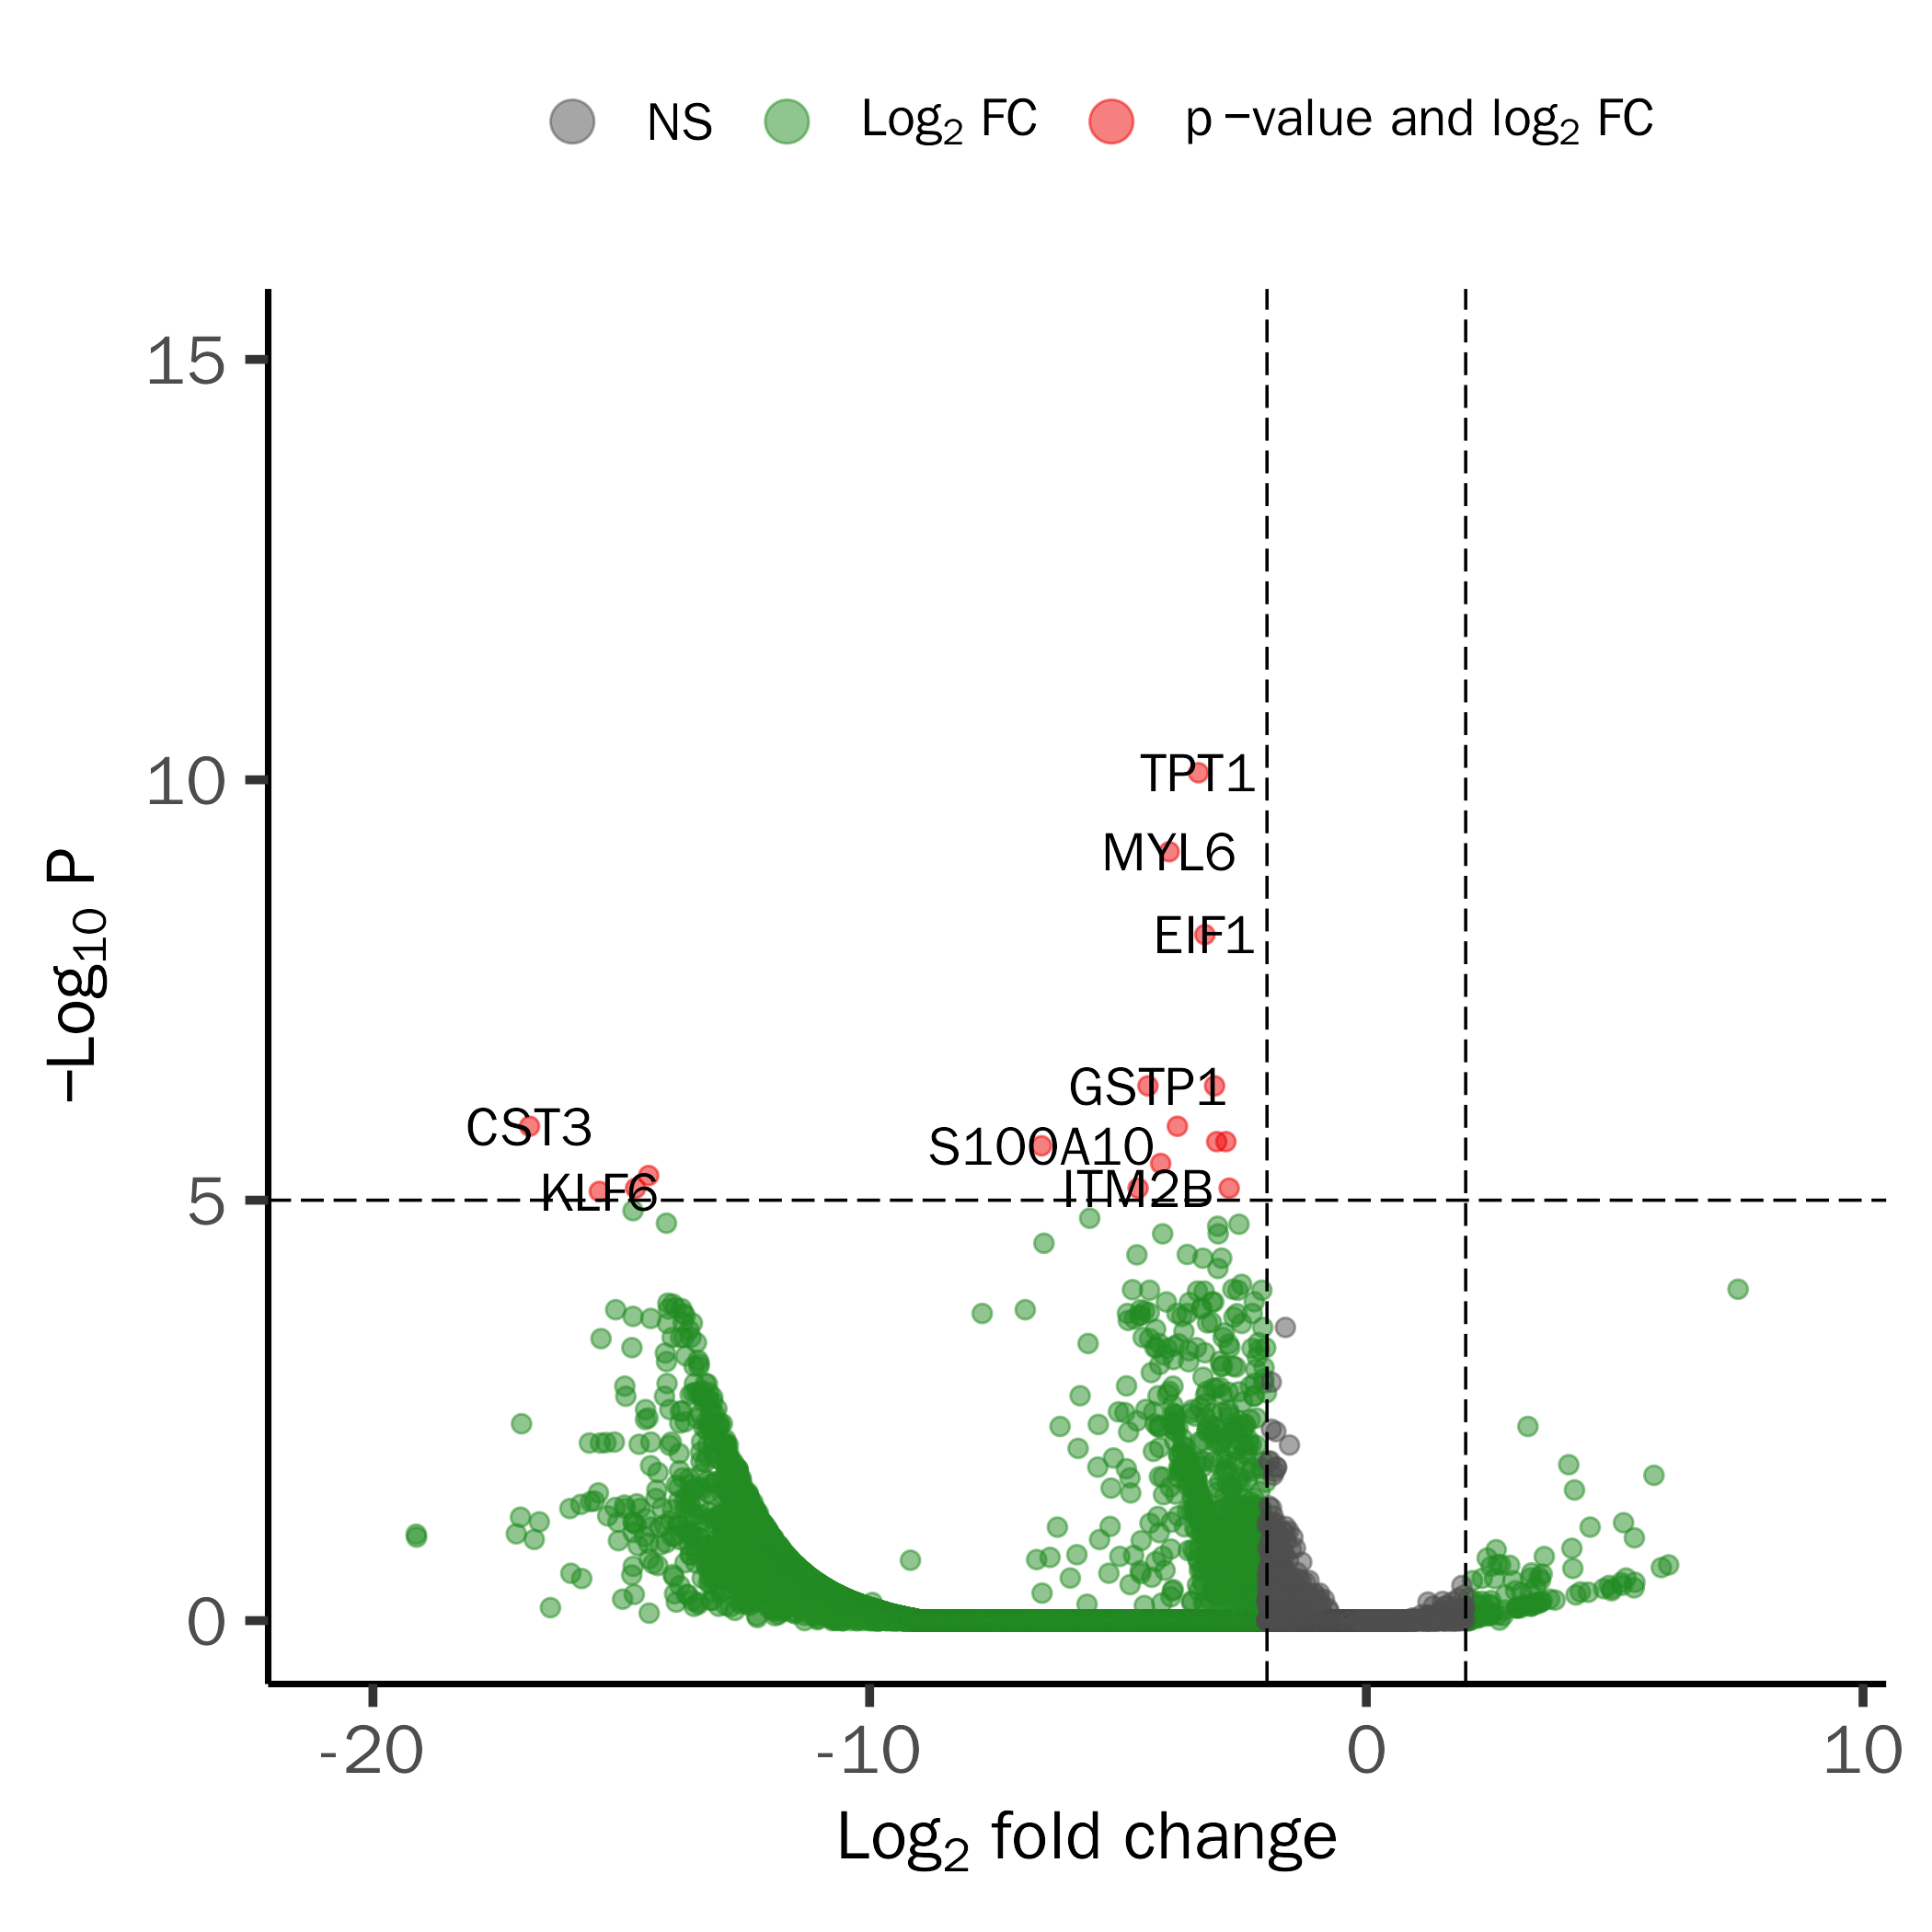 NS Log₂ FC p −value and log₂ FC
15
10
5
0
−Log₁₀ P
TPT1
MYL6
EIF1
GSTP1
CST3
S100A10
KLF6
ITM2B
-20 -10 0 10
Log₂ fold change